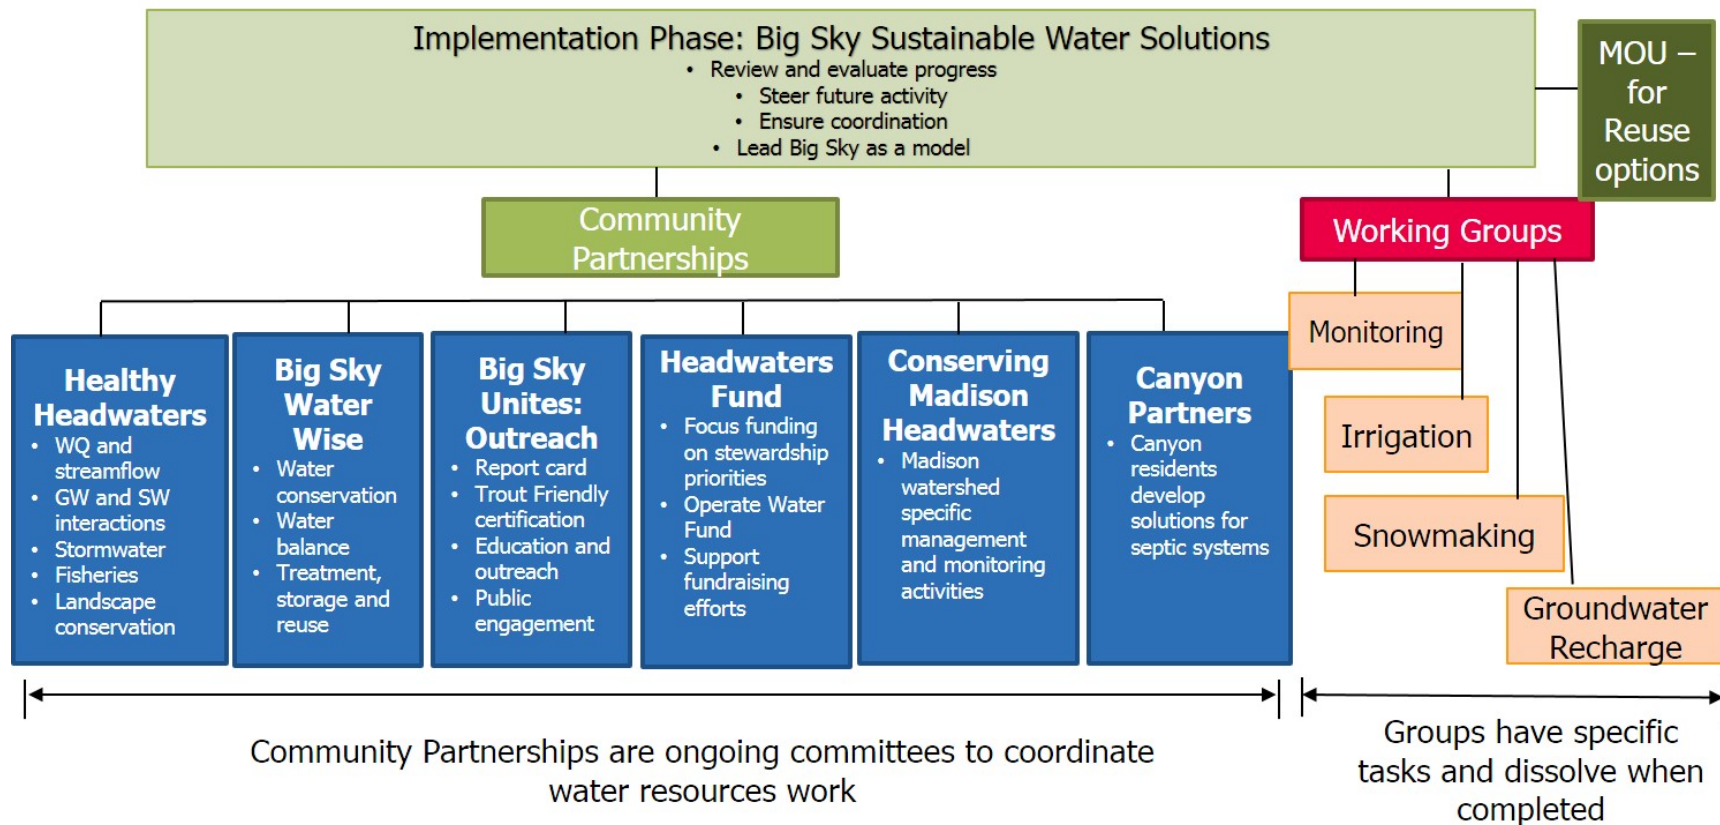 Implementation Phase: Big Sky Sustainable Water Solutions
• Review and evaluate progress
• Steer future activity
• Ensure coordination
• Lead Big Sky as a model
MOU –
for
Reuse
options
Community
Partnerships
Working Groups
Healthy
Headwaters
• WQ and
streamflow
• GW and SW
interactions
• Stormwater
• Fisheries
• Landscape
conservation
Big Sky
Water
Wise
• Water
conservation
• Water
balance
• Treatment,
storage and
reuse
Big Sky
Unites:
Outreach
• Report card
• Trout Friendly
certification
• Education and
outreach
• Public
engagement
Headwaters
Fund
• Focus funding
on stewardship
priorities
• Operate Water
Fund
• Support
fundraising
efforts
Conserving
Madison
Headwaters
• Madison
watershed
specific
management
and monitoring
activities
Canyon
Partners
• Canyon
residents
develop
solutions for
septic systems
Monitoring
Irrigation
Snowmaking
Groundwater
Recharge
Community Partnerships are ongoing committees to coordinate
water resources work
Groups have specific
tasks and dissolve when
completed